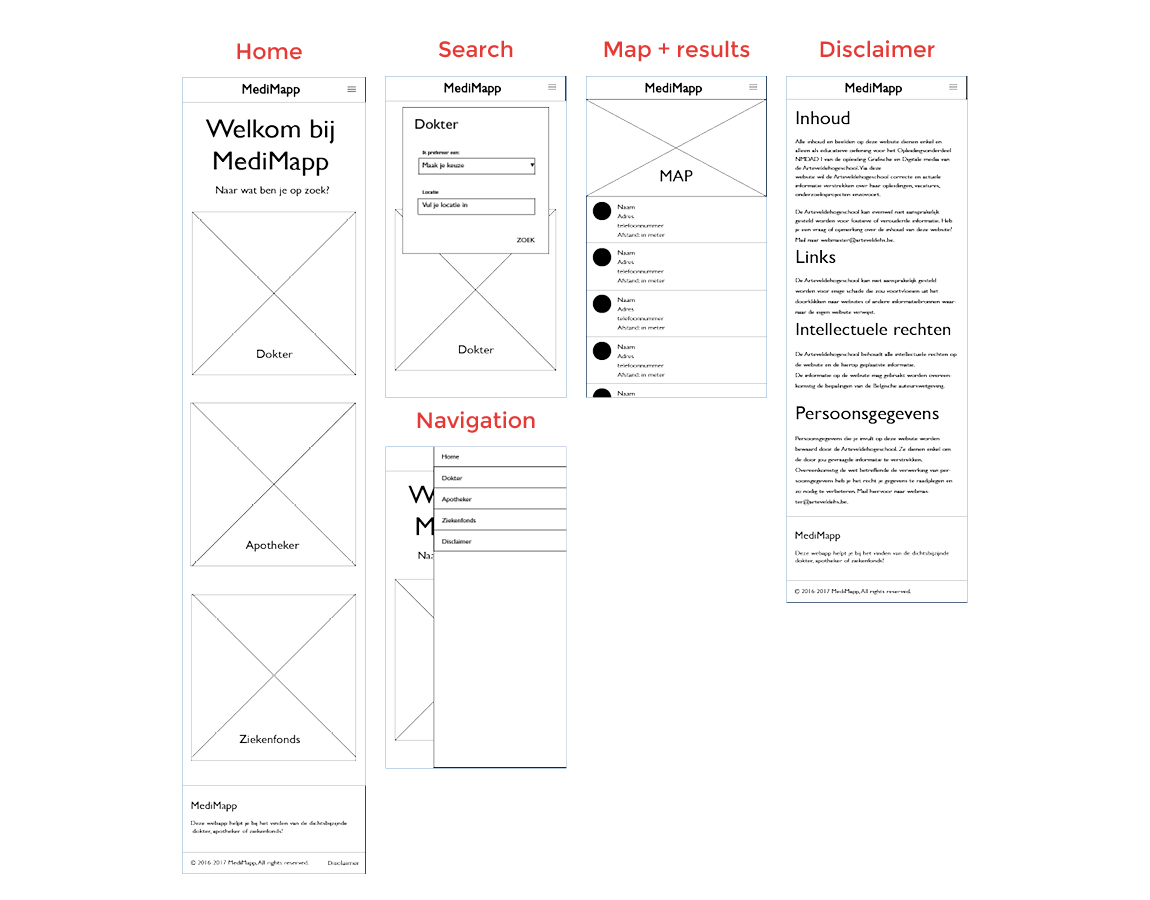 Home
MediMapp
Welkom bij
MediMapp
Naar wat ben je op zoek?
Dokter
Apotheker
Ziekenfonds
MediMapp
Deze webapp helpt je bij het vinden van de dichtsbijzijnde
dokter, apotheker of ziekenfonds!
© 2016-2017 MediMapp, All rights reserved.
Disclaimer
Search
MediMapp
Dokter
Ik prefereer een:
Maak je keuze
Locatie
Vul je locatie in
ZOEK
Dokter
Navigation
W
M
Naa
Home
Dokter
Apotheker
Ziekenfonds
Disclaimer
Map + results
MediMapp
MAP
Naam
Adres
telefoonnummer
Afstand: in meter
Naam
Adres
telefoonnummer
Afstand: in meter
Naam
Adres
telefoonnummer
Afstand: in meter
Naam
Adres
telefoonnummer
Afstand: in meter
Naam
Disclaimer
MediMapp
Inhoud
Alle inhoud en beelden op deze website dienen enkel en
alleen als educatieve oefening voor het Opleidingsonderdeel
NMDAD I van de opleiding Grafische en Digitale media van
de Arteveldehogeschool. Via deze
website wil de Arteveldehogeschool correcte en actuele
informatie verstrekken over haar opleidingen, vacatures,
onderzoeksprojecten enzovoort.
De Arteveldehogeschool kan evenwel niet aansprakelijk
gesteld worden voor foutieve of verouderde informatie. Heb
je een vraag of opmerking over de inhoud van deze website?
Mail naar webmaster@arteveldehs.be.
Links
De Arteveldehogeschool kan niet aansprakelijk gesteld
worden voor enige schade die zou voortvloeien uit het
doorklikken naar websites of andere informatiebronnen waar-
naar de eigen website verwijst.
Intellectuele rechten
De Arteveldehogeschool behoudt alle intellectuele rechten op
de website en de hierop geplaatste informatie.
De informatie op de website mag gebruikt worden overeen
komstig de bepalingen van de Belgische auteurswetgeving.
Persoonsgegevens
Persoonsgegevens die je invult op deze website worden
bewaard door de Arteveldehogeschool. Ze dienen enkel om
de door jou gevraagde informatie te verstrekken.
Overeenkomstig de wet betreffende de verwerking van per-
soonsgegevens heb je het recht je gegevens te raadplegen en
zo nodig te verbeteren. Mail hiervoor naar webmas-
ter@arteveldehs.be.
MediMapp
Deze webapp helpt je bij het vinden van de dichtsbijzijnde
dokter, apotheker of ziekenfonds!
© 2016-2017 MediMapp, All rights reserved.